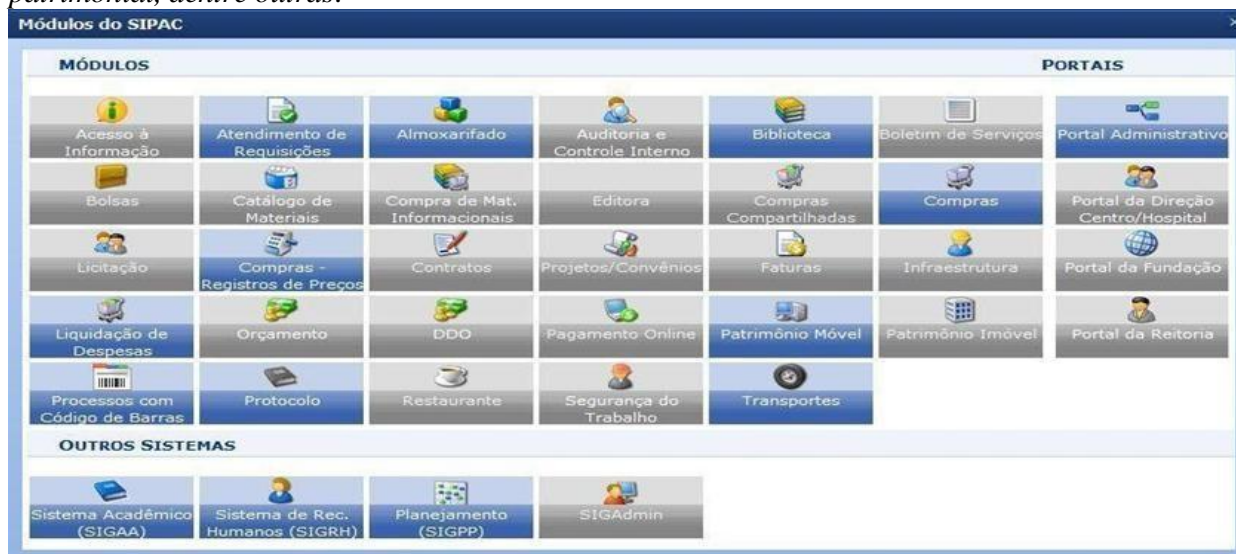 patrimonial, dentre outras.
Módulos do SIPAC
MÓDULOS
PORTAIS
Acesso à
Informação
Atendimento de
Requisições
Almoxarifado
Auditoria e
Controle Interno
Biblioteca
Boletim de Serviços
Portal Administrativo
Bolsas
Catálogo de
Materiais
Compra de Mat.
Informacionais
Editora
Compras
Compartilhadas
Compras
Portal da Direção
Centro/Hospital
Licitação
Compras -
Registros de Preços
Contratos
Projetos/Convênios
Faturas
Infraestrutura
Portal da Fundação
Liquidação de
Despesas
Orçamento
DDO
Pagamento Online
Patrimônio Móvel
Patrimônio Imóvel
Portal da Reitoria
Processos com
Código de Barras
Protocolo
Restaurante
Segurança do
Trabalho
Transportes
OUTROS SISTEMAS
Sistema Acadêmico
(SIGAA)
Sistema de Rec.
Humanos (SIGRH)
Planejamento
(SIGPP)
SIGAdmin